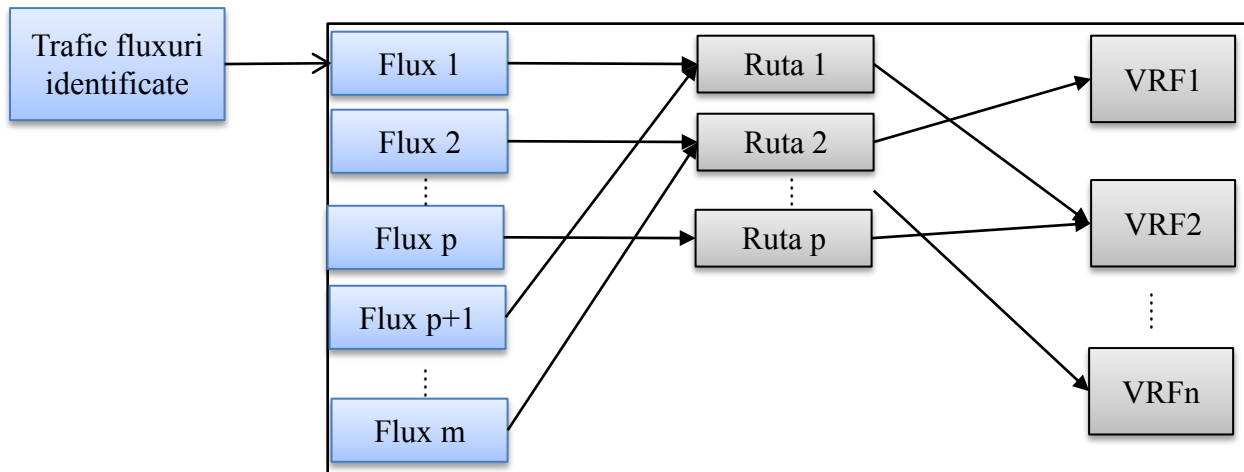 Trafic fluxuri
identificate
Flux 1
Flux 2
Flux p
Flux p+1
Flux m
Ruta 1
Ruta 2
Ruta p
VRF1
VRF2
VRFn